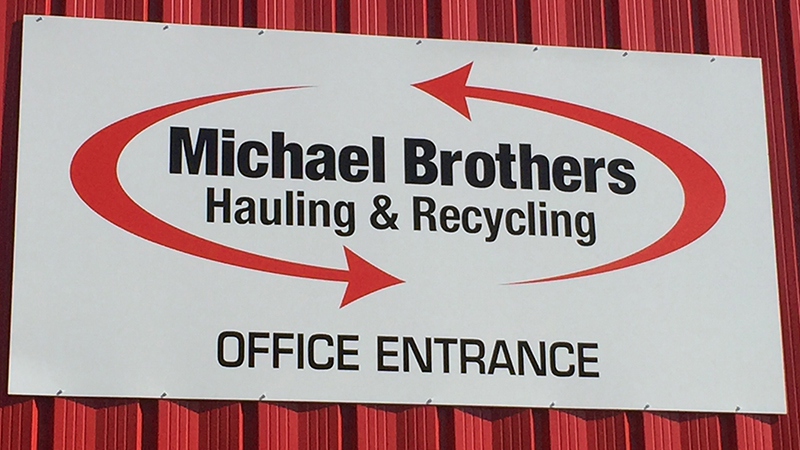 Michael Brothers
Hauling & Recycling
OFFICE ENTRANCE